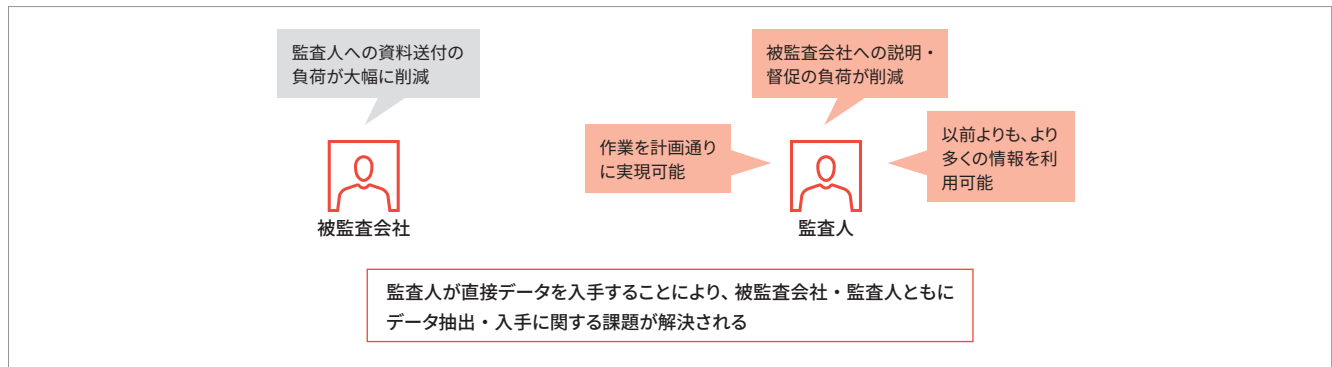 監査人への資料送付の
負荷が大幅に削減
被監査会社
被監査会社への説明・
督促の負荷が削減
作業を計画通り
に実現可能
以前よりも、より
多くの情報を利
用可能
監査人
監査人が直接データを入手することにより、被監査会社・監査人ともに
データ抽出・入手に関する課題が解決される